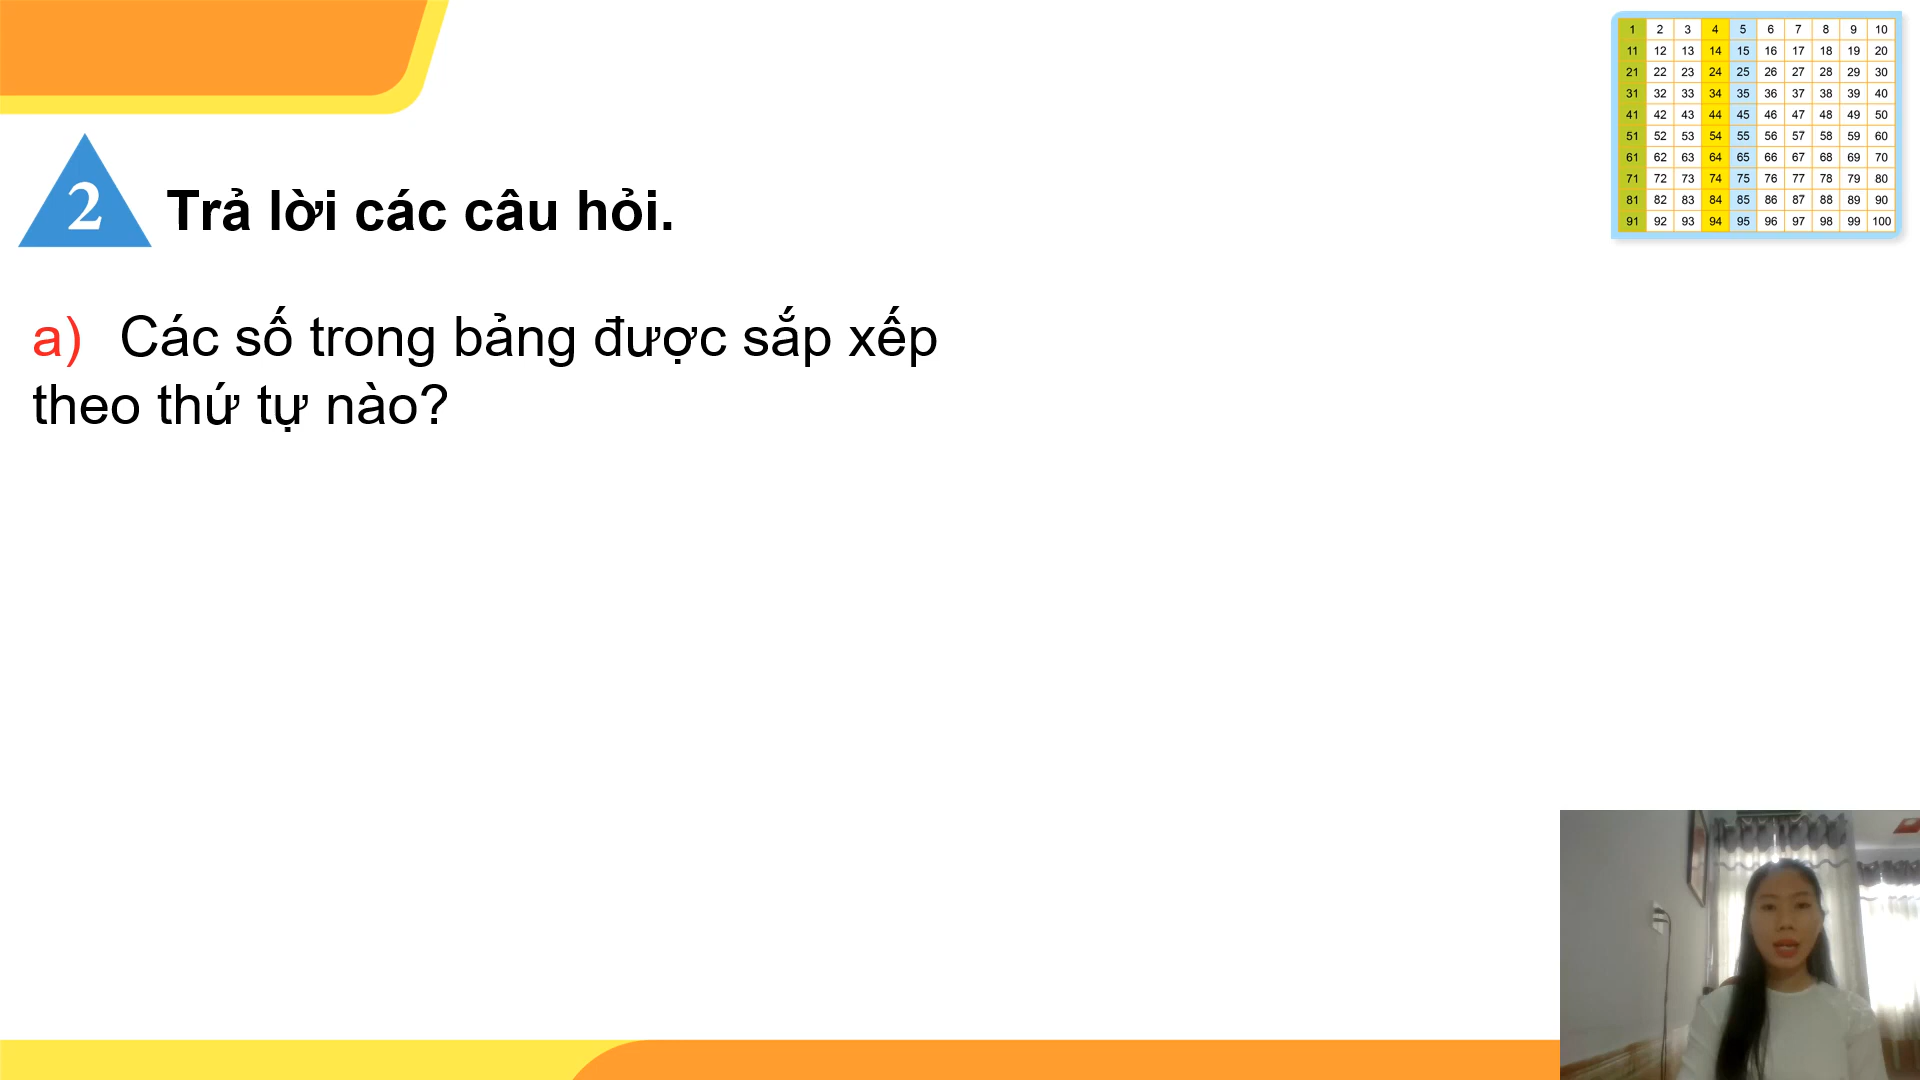 1 2 3 4 5 6 7 8 9 10
11 12 13 14 15 16 17 18 19 20
21 22 23 24 25 26 27 28 29 30
31 32 33 34 35 36 37 38 39 40
41 42 43 44 45 46 47 48 49 50
51 52 53 54 55 56 57 58 59 60
61 62 63 64 65 66 67 68 69 70
71 72 73 74 75 76 77 78 79 80
81 82 83 84 85 86 87 88 89 90
91 92 93 94 95 96 97 98 99 100
2 Trả lời các câu hỏi.
a) Các số trong bảng được sắp xếp
theo thứ tự nào?